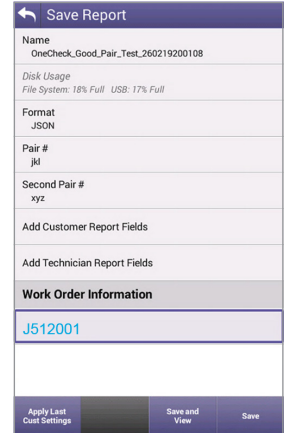 Save Report
Name
OneCheck_Good_Pair_Test_260219200108
Disk Usage
File System: 18% Full USB: 17% Full
Format
JSON
Pair #
jkl
Second Pair #
xyz
Add Customer Report Fields
Add Technician Report Fields
Work Order Information
J512001
Apply Last
Cust Settings
Save and
View
Save